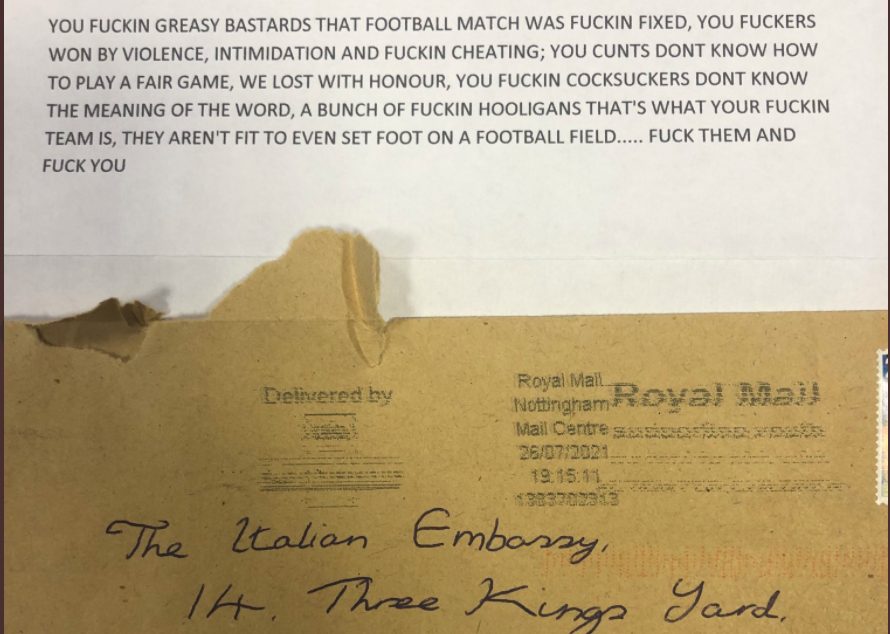 YOU FUCKIN GREASY BASTARDS THAT FOOTBALL MATCH WAS FUCKIN FIXED, YOU FUCKERS
WON BY VIOLENCE, INTIMIDATION AND FUCKIN CHEATING; YOU CUNTS DONT KNOW HOW
TO PLAY A FAIR GAME, WE LOST WITH HONOUR, YOU FUCKIN COCKSUCKERS DONT KNOW
THE MEANING OF THE WORD, A BUNCH OF FUCKIN HOOLIGANS THAT'S WHAT YOUR FUCKIN
TEAM IS, THEY AREN'T FIT TO EVEN SET FOOT ON A FOOTBALL FIELD..... FUCK THEM AND
FUCK YOU
Delivered by
Royal Mail
Nottingham
Mail Centre
26/07/2021
19:15:11
Royal Mail
supporting youth
The Italian Embassy,
14, Three Kings Yard,